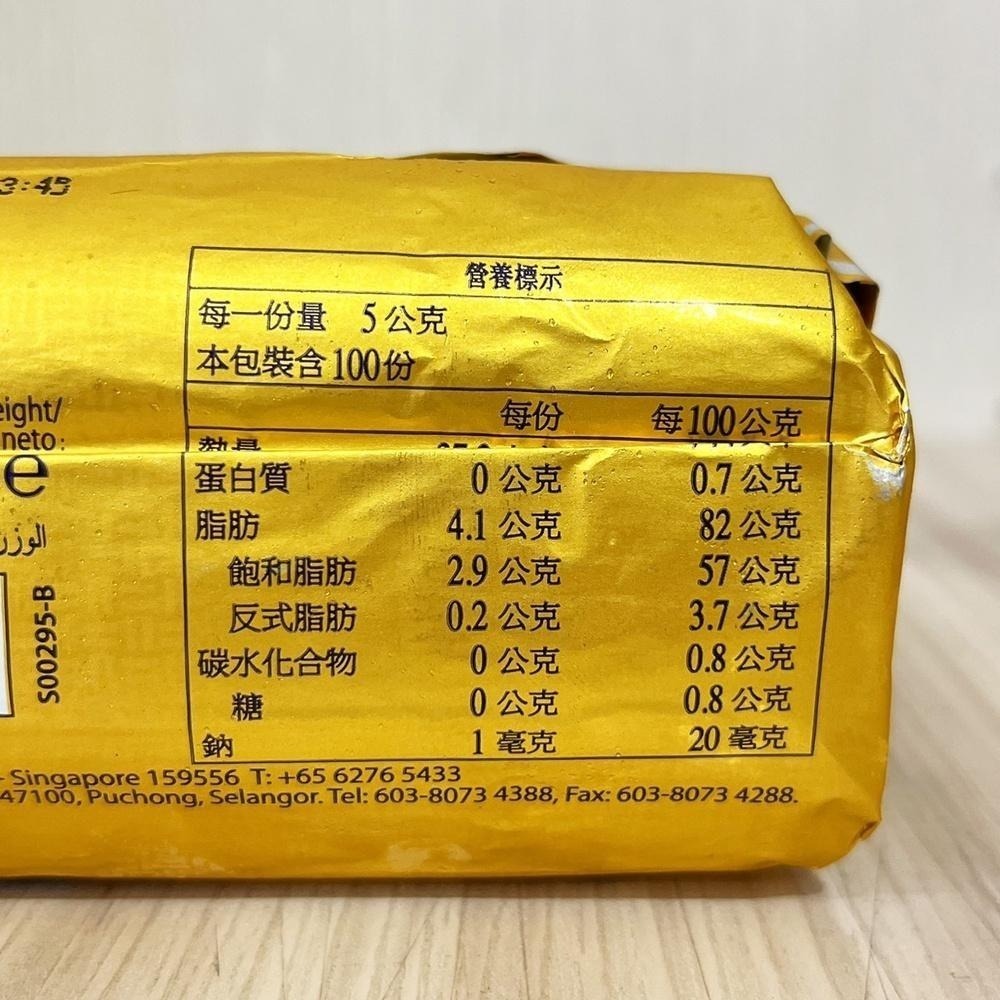 3:43
營養標示
每一份量 5公克
本包裝含100份
每份 每100公克
熱量
蛋白質 0 公克 0.7 公克
脂肪 4.1 公克 82 公克
飽和脂肪 2.9 公克 57 公克
反式脂肪 0.2 公克 3.7 公克
碳水化合物 0 公克 0.8 公克
糖 0 公克 0.8 公克
鈉 1 毫克 20 毫克
eight/
neto:
e
الوزن
S00295-B
Singapore 159556 T: +65 6276 5433
47100, Puchong, Selangor. Tel: 603-8073 4388, Fax: 603-8073 4288.